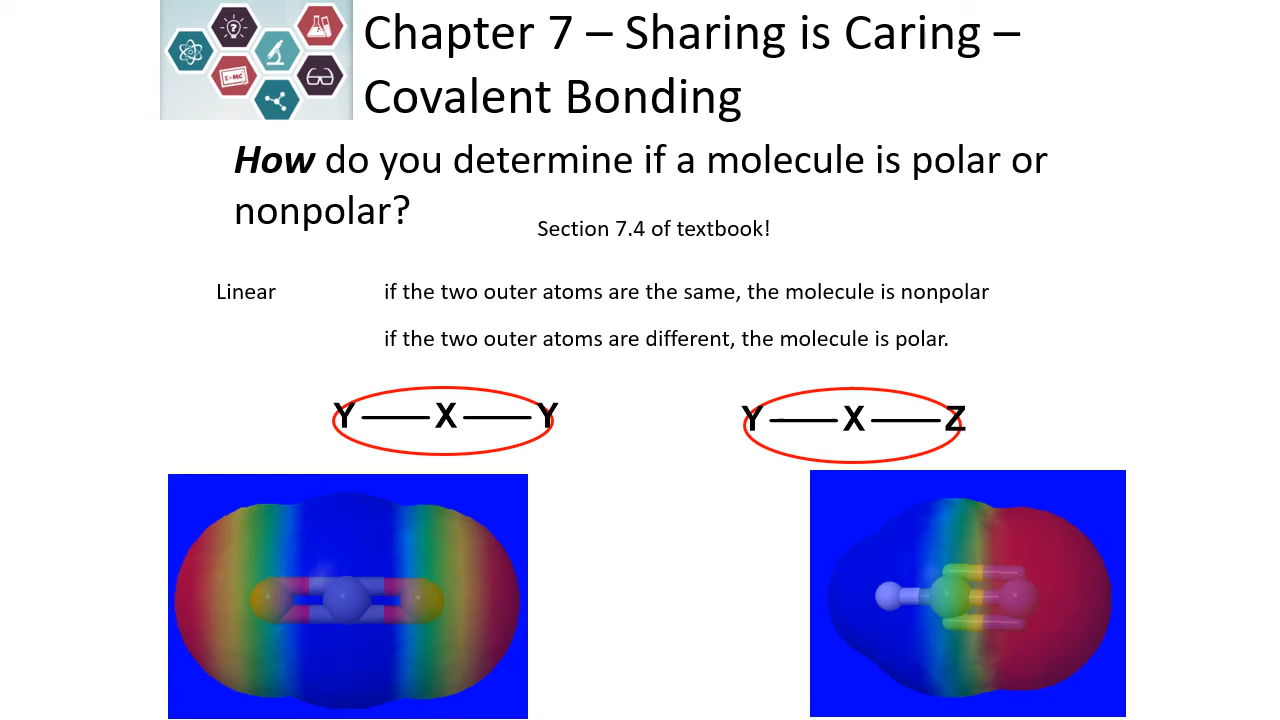 Chapter 7 – Sharing is Caring –
Covalent Bonding
How do you determine if a molecule is polar or
nonpolar?
Section 7.4 of textbook!
Linear if the two outer atoms are the same, the molecule is nonpolar
if the two outer atoms are different, the molecule is polar.
Y X Y
Y X Z